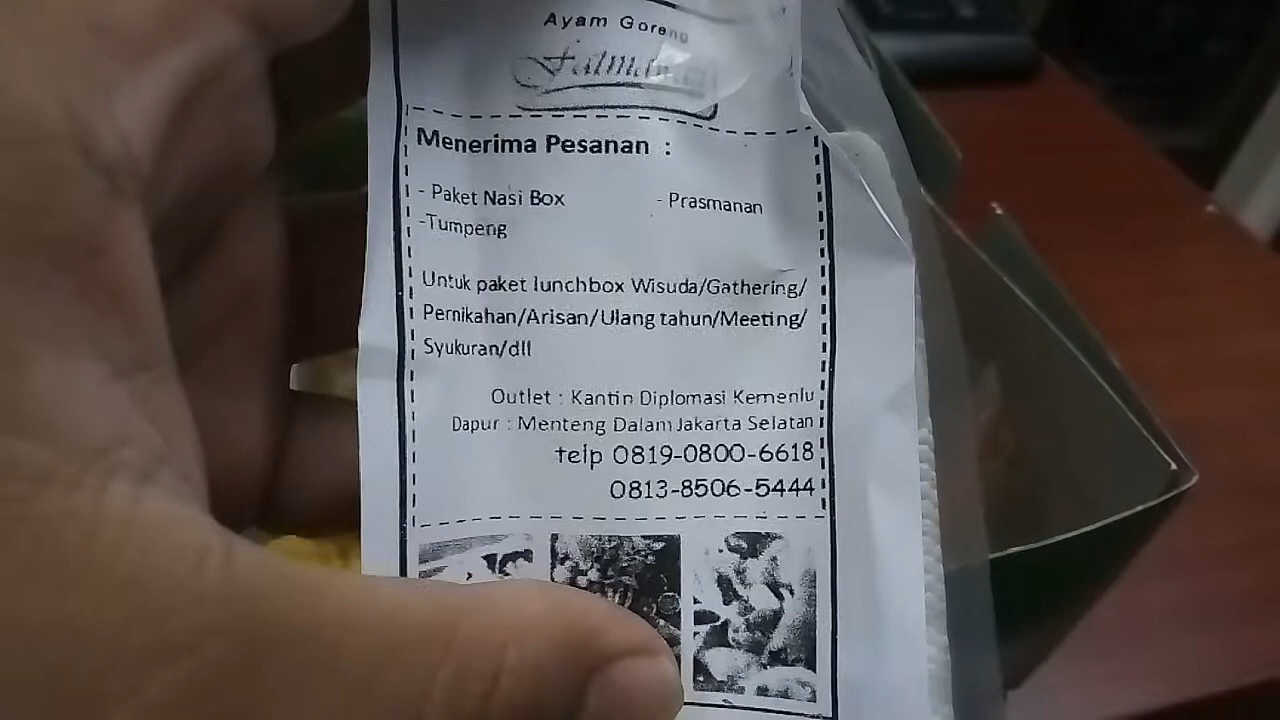 Ayam Goreng
Menerima Pesanan :
- Paket Nasi Box - Prasmanan
-Tumpeng
Untuk paket lunchbox Wisuda/Gathering/
Pernikahan/Arisan/Ulang tahun/Meeting/
Syukuran/dll
Outlet : Kantin Diplomasi Kemenlu
Dapur : Menteng Dalam Jakarta Selatan
telp 0819-0800-6618
0813-8506-5444